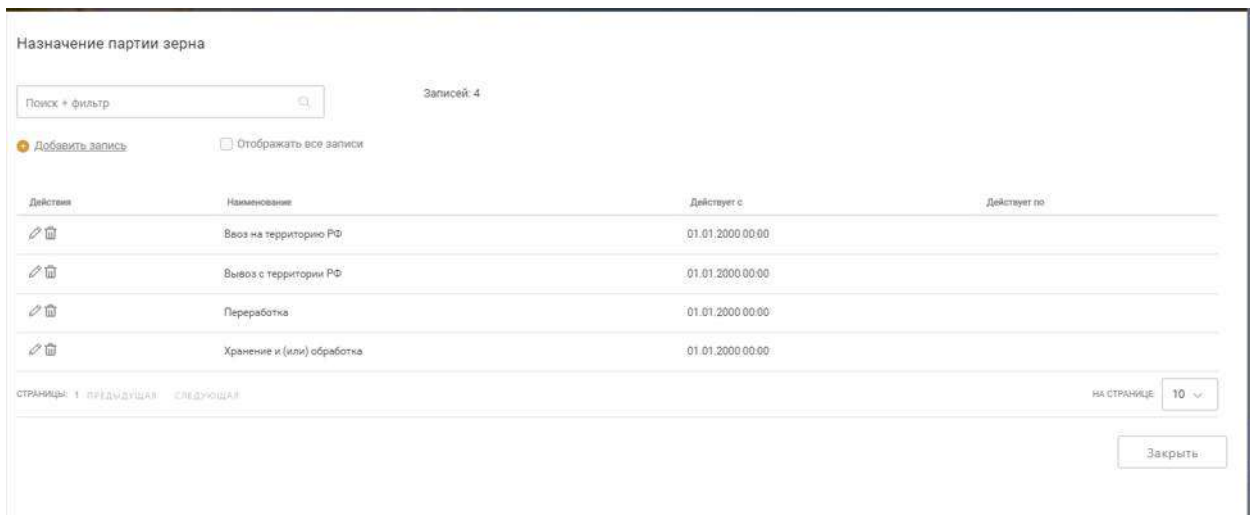 Назначение партии зерна
Поиск + фильтр
Записей: 4
Добавить запись
Отображать все записи
Действия Наименование Действует с Действует по
Ввоз на территорию РФ 01.01.2000 00:00
Вывоз с территории РФ 01.01.2000 00:00
Переработка 01.01.2000 00:00
Хранение и (или) обработка 01.01.2000 00:00
СТРАНИЦЫ: 1 ПРЕДЫДУЩАЯ СЛЕДУЮЩАЯ НА СТРАНИЦЕ 10
Закрыть